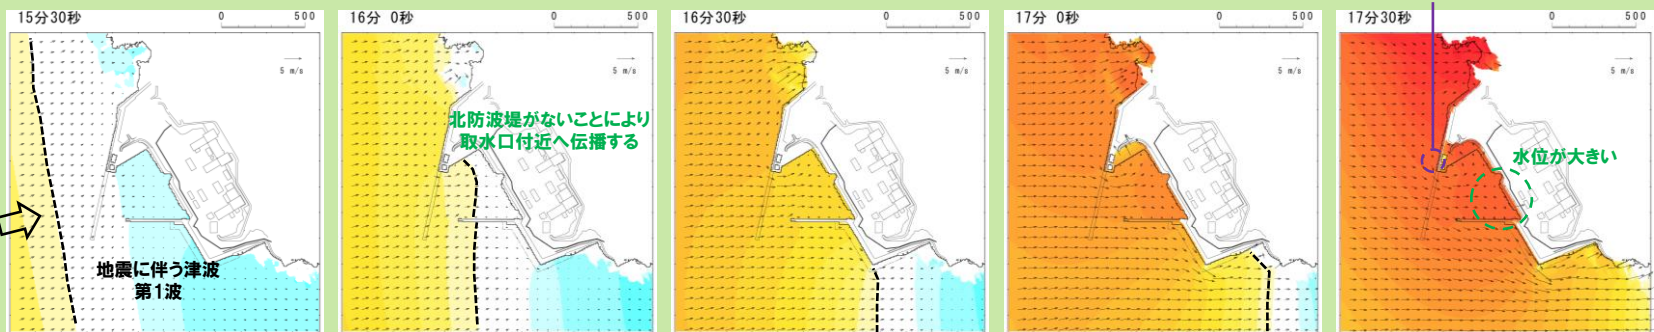 15分30秒
0 500
5 m/s
地震に伴う津波
第1波
16分 0秒
0 500
5 m/s
北防波堤がないことにより
取水口付近へ伝播する
16分30秒
0 500
5 m/s
17分 0秒
0 500
5 m/s
17分30秒
0 500
5 m/s
水位が大きい